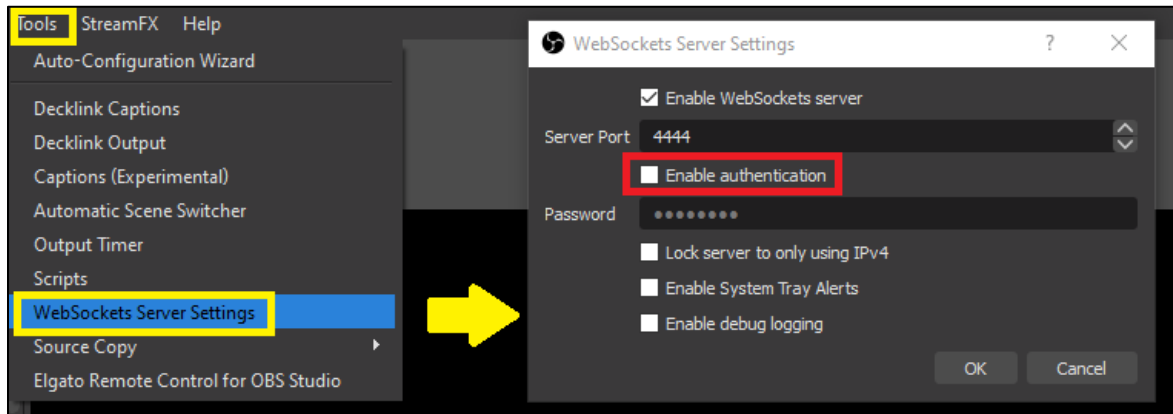 Tools StreamFX Help
Auto-Configuration Wizard
Decklink Captions
Decklink Output
Captions (Experimental)
Automatic Scene Switcher
Output Timer
Scripts
WebSockets Server Settings
Source Copy
Elgato Remote Control for OBS Studio
WebSockets Server Settings
Enable WebSockets server
Server Port 4444
Enable authentication
Password ●●●●●●●●
Lock server to only using IPv4
Enable System Tray Alerts
Enable debug logging
OK Cancel